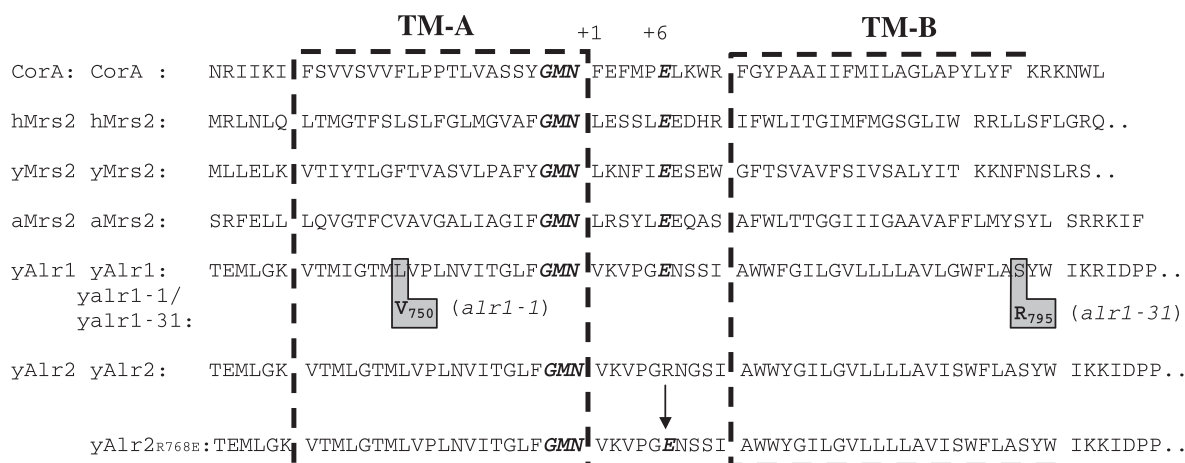 TM-A +1 +6 TM-B
CorA: CorA : NRIIKI FSVVSVVFLPPTLVASSYGMN FEFMPELKWR FGYPAAIIFMILAGLAPYLYF KRKNWL
hMrs2 hMrs2: MRLNLQ LTMGTFSLSLFGLMGVAFGMN LESSLEEDHR IFWLITGIMFMGSGLIW RRLLSFLGRQ..
yMrs2 yMrs2: MLLELK VTIYTLGFTVASVLPAFYGMN LKNFIEESEW GFTSVAVFSIVSALYIT KKNFNSLRS..
aMrs2 aMrs2: SRFELL LQVGTFCVAVGALIAGIFGMN LRSYLEEQAS AFWLTTGGIIIGAAVAFFLMYSYL SRRKIF
yAlr1 yAlr1: TEMLGK VTMIGTMLVPLNVITGLFGMN VKVPGENSSI AWWFGILGVLLLLAVLGWFLASYW IKRIDPP..
yalr1-1/
yalr1-31: V750 (alr1-1) R795 (alr1-31)
yAlr2 yAlr2: TEMLGK VTMLGTMLVPLNVITGLFGMN VKVPGRNGSI AWWYGILGVLLLLAVISWFLASYW IKKIDPP..
yAlr2R768E: TEMLGK VTMLGTMLVPLNVITGLFGMN VKVPGENSSI AWWYGILGVLLLLAVISWFLASYW IKKIDPP..